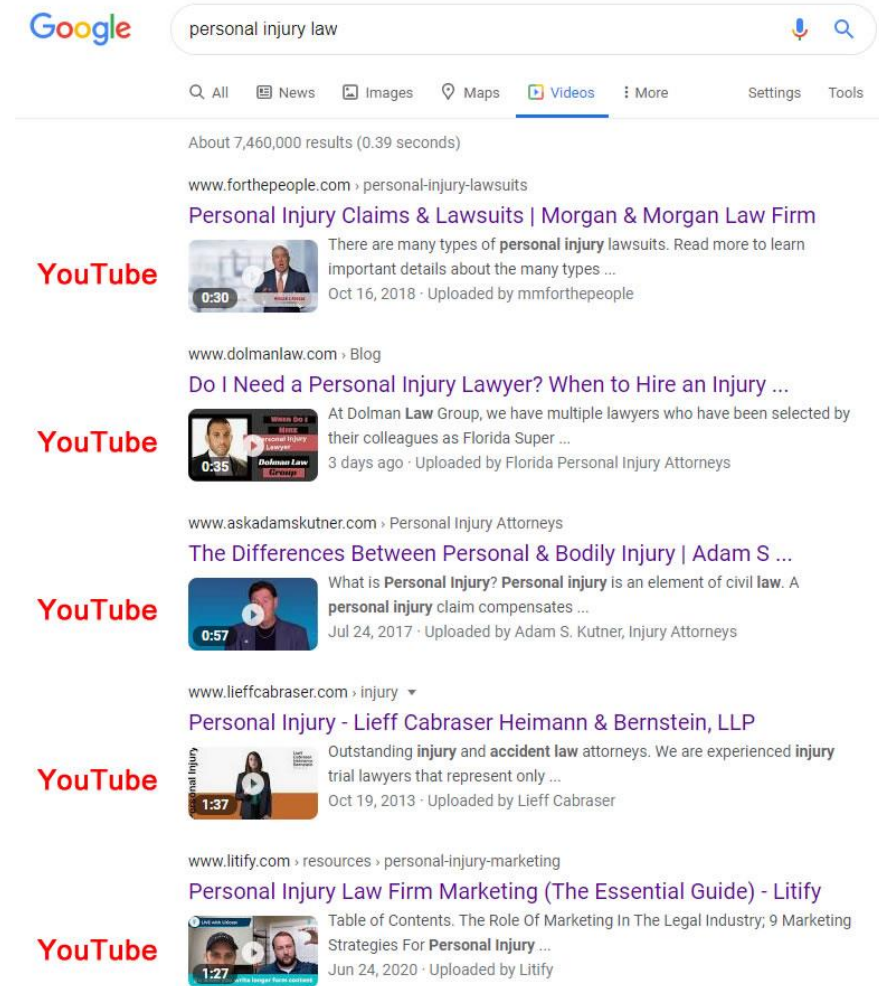 Google
personal injury law
All News Images Maps Videos More Settings Tools
About 7,460,000 results (0.39 seconds)
www.forthepeople.com › personal-injury-lawsuits
Personal Injury Claims & Lawsuits | Morgan & Morgan Law Firm
There are many types of personal injury lawsuits. Read more to learn
YouTube
important details about the many types ...
0:30
Oct 16, 2018 · Uploaded by mmforthepeople
www.dolmanlaw.com › Blog
Do I Need a Personal Injury Lawyer? When to Hire an Injury ...
When Do I
Hire
Personal Injury
Lawyer
Dolman Law
Group
At Dolman Law Group, we have multiple lawyers who have been selected by
YouTube
their colleagues as Florida Super ...
0:35
3 days ago · Uploaded by Florida Personal Injury Attorneys
www.askadamskutner.com › Personal Injury Attorneys
The Differences Between Personal & Bodily Injury | Adam S ...
What is Personal Injury? Personal injury is an element of civil law. A
YouTube
personal injury claim compensates ...
0:57
Jul 24, 2017 · Uploaded by Adam S. Kutner, Injury Attorneys
www.lieffcabraser.com › injury
Personal Injury - Lieff Cabraser Heimann & Bernstein, LLP
Outstanding injury and accident law attorneys. We are experienced injury
YouTube
trial lawyers that represent only ...
1:37
Oct 19, 2013 · Uploaded by Lieff Cabraser
www.litify.com › resources › personal-injury-marketing
Personal Injury Law Firm Marketing (The Essential Guide) - Litify
Table of Contents. The Role Of Marketing In The Legal Industry; 9 Marketing
YouTube
Strategies For Personal Injury ...
1:27
Jun 24, 2020 · Uploaded by Litify